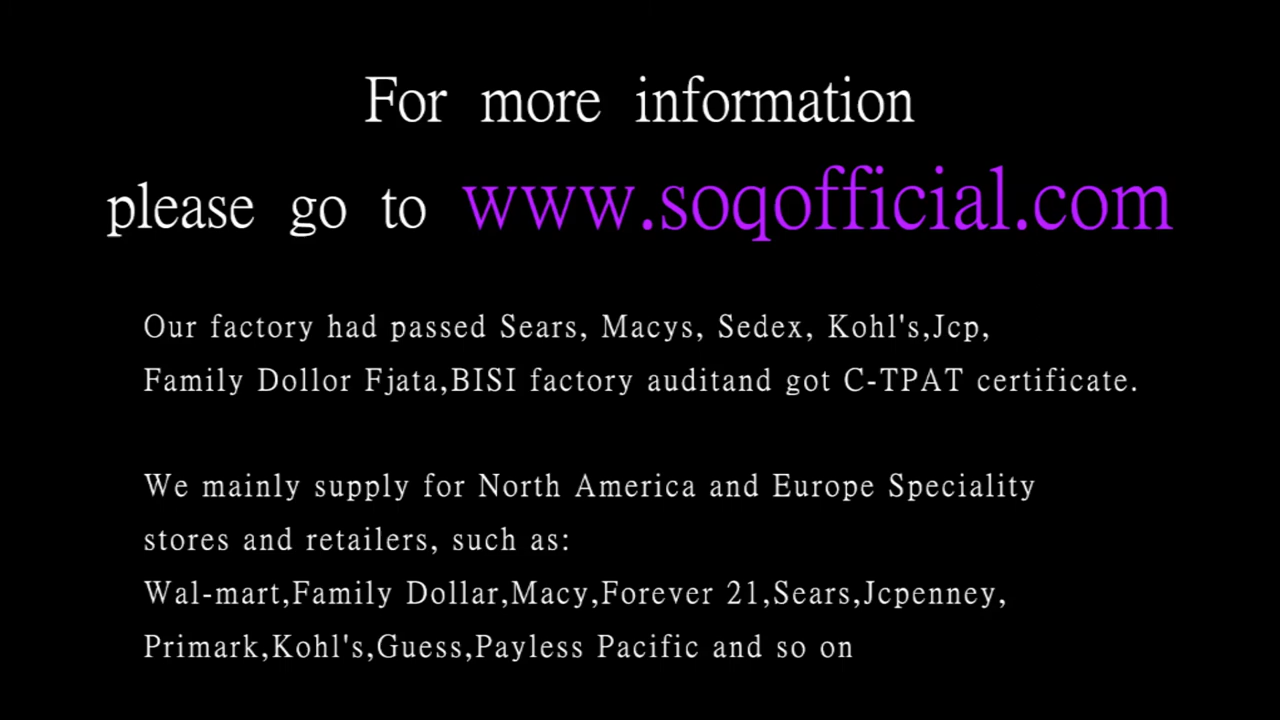 For more information
please go to www.soqofficial.com
Our factory had passed Sears, Macys, Sedex, Kohl's,Jcp,
Family Dollor Fjata,BISI factory auditand got C-TPAT certificate.
We mainly supply for North America and Europe Speciality
stores and retailers, such as:
Wal-mart,Family Dollar,Macy,Forever 21,Sears,Jcpenney,
Primark,Kohl's,Guess,Payless Pacific and so on